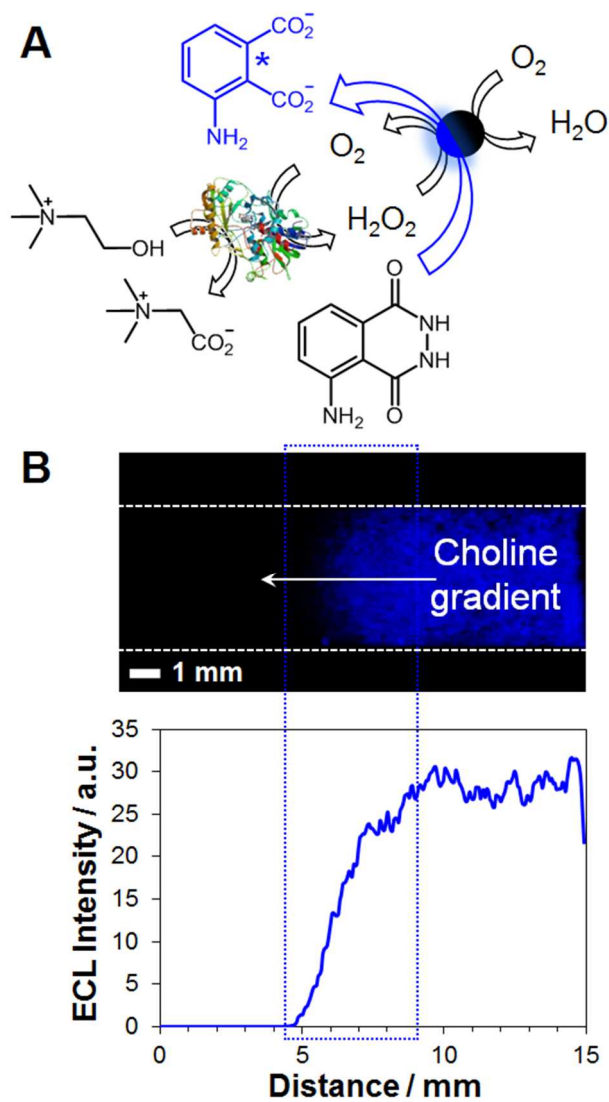 A
CO₂⁻
*
CO₂⁻
NH₂
O₂
O₂
H₂O
N⁺
OH
H₂O₂
N⁺
CO₂⁻
O
NH
NH
NH₂
O
B
Choline
gradient
1 mm
ECL Intensity / a.u.
35
30
25
20
15
10
5
0
0 5 10 15
Distance / mm